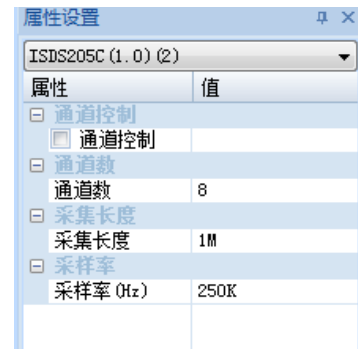 属性设置
ISDS205C(1.0)(2)
属性 值
通道控制
通道控制
通道数
通道数 8
采集长度
采集长度 1M
采样率
采样率(Hz) 250K